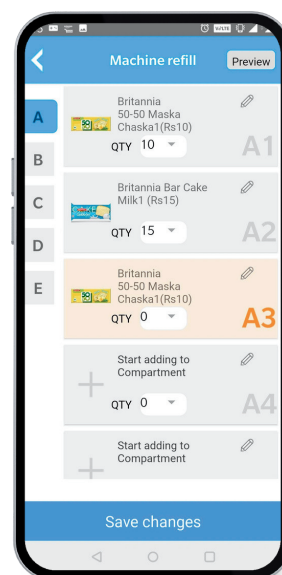 Machine refill
Preview
A
B
C
D
E
Britannia
50-50 Maska
Chaska1(Rs10)
QTY 10
A1
Britannia Bar Cake
Milk1 (Rs15)
QTY 15
A2
Britannia
50-50 Maska
Chaska1(Rs10)
QTY 0
A3
Start adding to
Compartment
QTY 0
A4
Start adding to
Compartment
Save changes